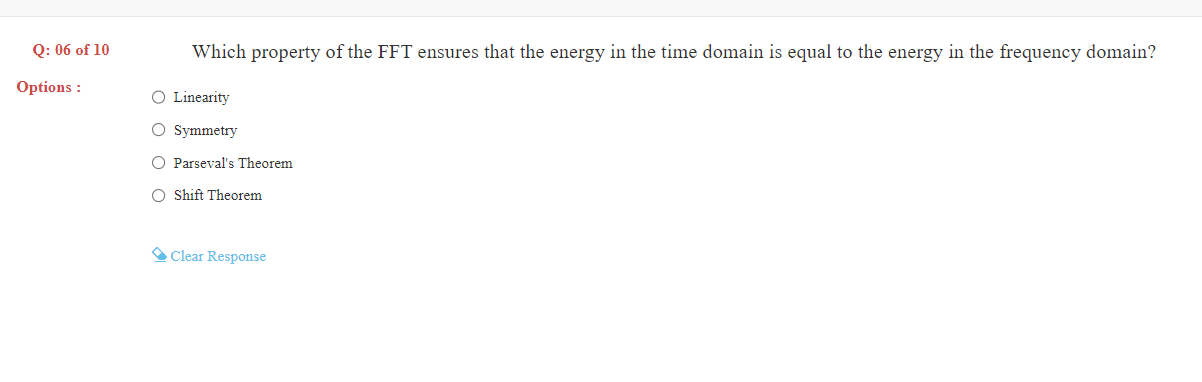 Q: 06 of 10
Which property of the FFT ensures that the energy in the time domain is equal to the energy in the frequency domain?
Options :
Linearity
Symmetry
Parseval's Theorem
Shift Theorem
Clear Response